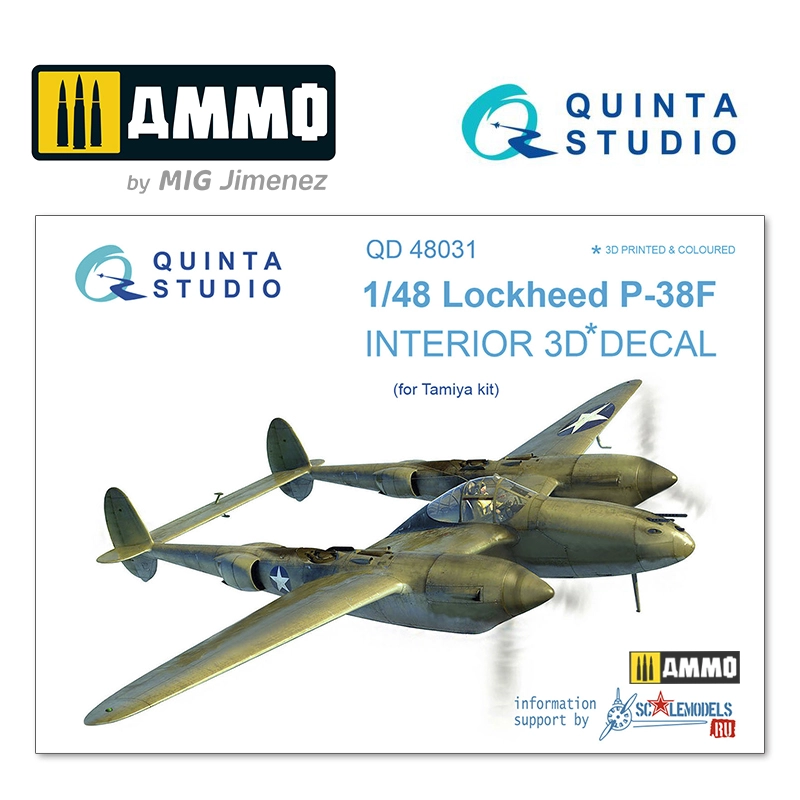 AMMO
by MIG Jimenez
QUINTA
STUDIO
QUINTA
STUDIO
QD 48031
* 3D PRINTED & COLOURED
1/48 Lockheed P-38F
INTERIOR 3D* DECAL
(for Tamiya kit)
AMMO
information
support by
SCALEMODELS
RU